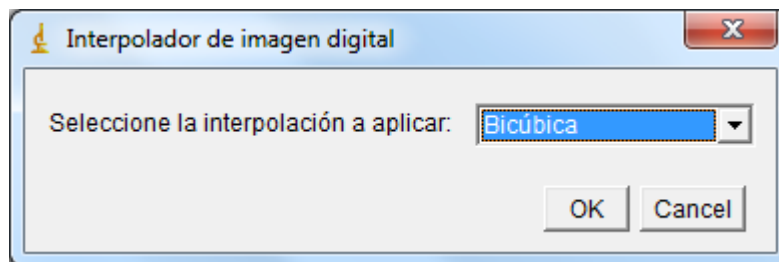 Interpolador de imagen digital
Seleccione la interpolación a aplicar: Bicúbica
OK Cancel